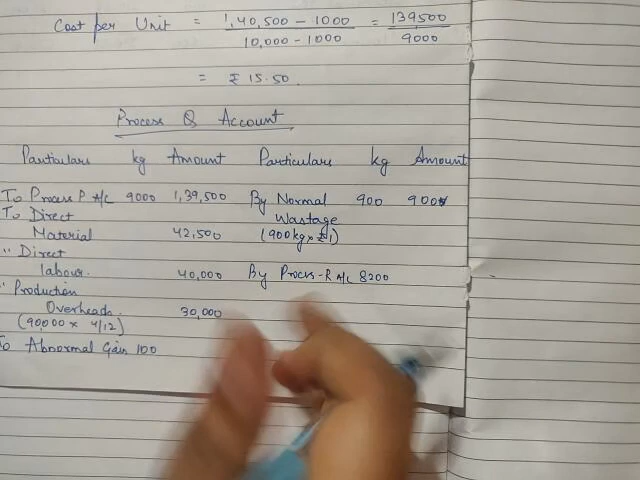 Cost per Unit = 1,40,500 - 1000 = 139500
10,000 - 1000 9000
= ₹ 15.50.
Process Q Account
Particulars kg Amount Particulars kg Amount
To Process P A/C 9000 1,39,500 By Normal 900 900
To Direct Wastage
Material 42,500 (900kg x ₹1)
" Direct
labour. 40,000 By Process-R A/C 8200
" Production
Overheads. 30,000
(90,000 x 4/12)
To Abnormal Gain 100